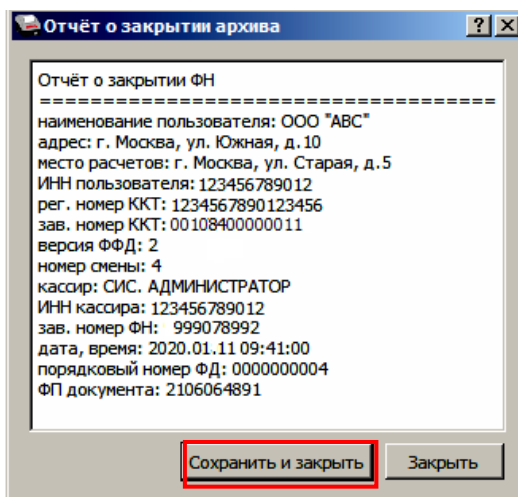 Отчёт о закрытии архива
Отчёт о закрытии ФН
====================================
наименование пользователя: ООО "АВС"
адрес: г. Москва, ул. Южная, д.10
место расчетов: г. Москва, ул. Старая, д.5
ИНН пользователя: 123456789012
рег. номер ККТ: 1234567890123456
зав. номер ККТ: 00108400000011
версия ФФД: 2
номер смены: 4
кассир: СИС. АДМИНИСТРАТОР
ИНН кассира: 123456789012
зав. номер ФН: 999078992
дата, время: 2020.01.11 09:41:00
порядковый номер ФД: 0000000004
ФП документа: 2106064891
Сохранить и закрыть Закрыть